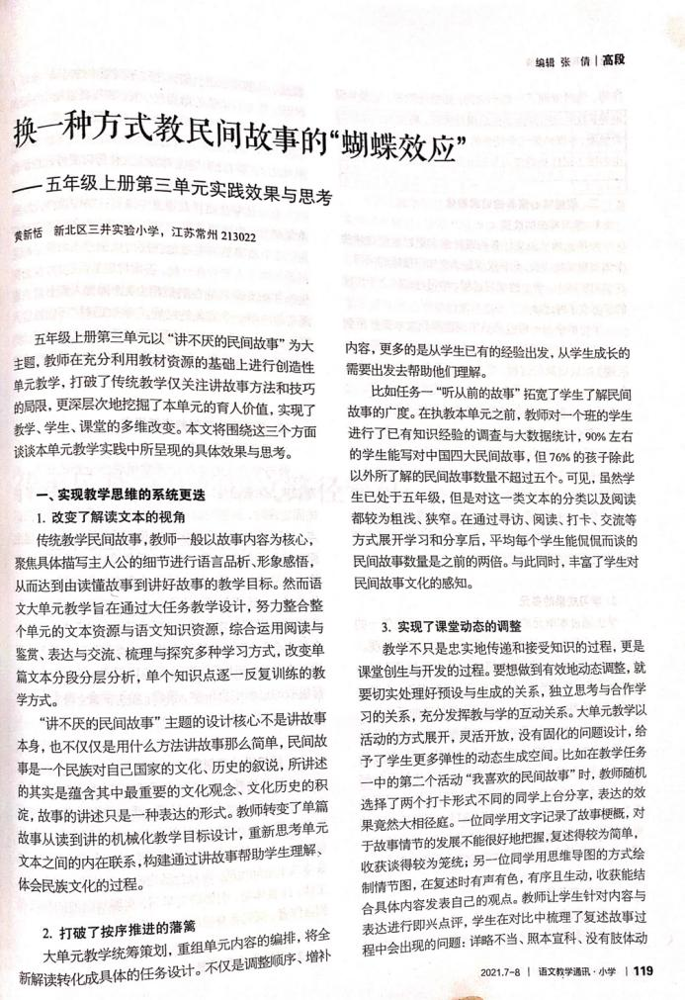 编辑 张 倩 | 高段
换一种方式教民间故事的“蝴蝶效应”
——五年级上册第三单元实践效果与思考
黄新恬 新北区三井实验小学，江苏常州 213022
五年级上册第三单元以“讲不厌的民间故事”为大
主题，教师在充分利用教材资源的基础上进行创造性
单元教学，打破了传统教学仅关注讲故事方法和技巧
的局限，更深层次地挖掘了本单元的育人价值，实现了
教学、学生、课堂的多维改变。本文将围绕这三个方面
谈谈本单元教学实践中所呈现的具体效果与思考。
一、实现教学思维的系统更迭
1. 改变了解读文本的视角
传统教学民间故事，教师一般以故事内容为核心，
聚焦具体描写主人公的细节进行语言品析、形象感悟，
从而达到由读懂故事到讲好故事的教学目标。然而语
文大单元教学旨在通过大任务教学设计，努力整合整
个单元的文本资源与语文知识资源，综合运用阅读与
鉴赏、表达与交流、梳理与探究多种学习方式，改变单
篇文本分段分层分析，单个知识点逐一反复训练的教
学方式。
“讲不厌的民间故事”主题的设计核心不是讲故事
本身，也不仅仅是用什么方法讲故事那么简单，民间故
事是一个民族对自己国家的文化、历史的叙说，所讲述
的其实是蕴含其中最重要的文化观念、文化历史的积
淀，故事的讲述只是一种表达的形式。教师转变了单篇
故事从读到讲的机械化教学目标设计，重新思考单元
文本之间的内在联系，构建通过讲故事帮助学生理解、
体会民族文化的过程。
2. 打破了按序推进的藩篱
大单元教学统筹策划，重组单元内容的编排，将全
新解读转化成具体的任务设计。不仅是调整顺序、增补
内容，更多的是从学生已有的经验出发，从学生成长的
需要出发去帮助他们理解。
比如任务一“听从前的故事”拓宽了学生了解民间
故事的广度。在执教本单元之前，教师对一个班的学生
进行了已有知识经验的调查与大数据统计，90% 左右
的学生能写对中国四大民间故事，但 76% 的孩子除此
以外所了解的民间故事数量不超过五个。可见，虽然学
生已处于五年级，但是对这一类文本的分类以及阅读
都较为粗浅、狭窄。在通过寻访、阅读、打卡、交流等
方式展开学习和分享后，平均每个学生能侃侃而谈的
民间故事数量是之前的两倍。与此同时，丰富了学生对
民间故事文化的感知。
3. 实现了课堂动态的调整
教学不只是忠实地传递和接受知识的过程，更是
课堂创生与开发的过程。要想做到有效地动态调整，就
要切实处理好预设与生成的关系，独立思考与合作学
习的关系，充分发挥教与学的互动关系。大单元教学以
活动的方式展开，灵活开放，没有固化的问题设计，给
予了学生更多弹性的动态生成空间。比如在教学任务
一中的第二个活动“我喜欢的民间故事”时，教师随机
选择了两个打卡形式不同的同学上台分享，表达的效
果竟然大相径庭。一位同学用文字记录了故事梗概，对
于故事情节的发展不能很好地把握，复述得较为简单，
收获谈得较为笼统；另一位同学用思维导图的方式绘
制情节图，在复述时有声有色，有序且生动，收获能结
合具体内容发表自己的观点。教师让学生针对内容与
表达进行即兴点评，学生在对比中梳理了复述故事过
程中会出现的问题：详略不当、照本宣科、没有肢体动
2021.7-8 | 语文教学通讯·小学 | 119